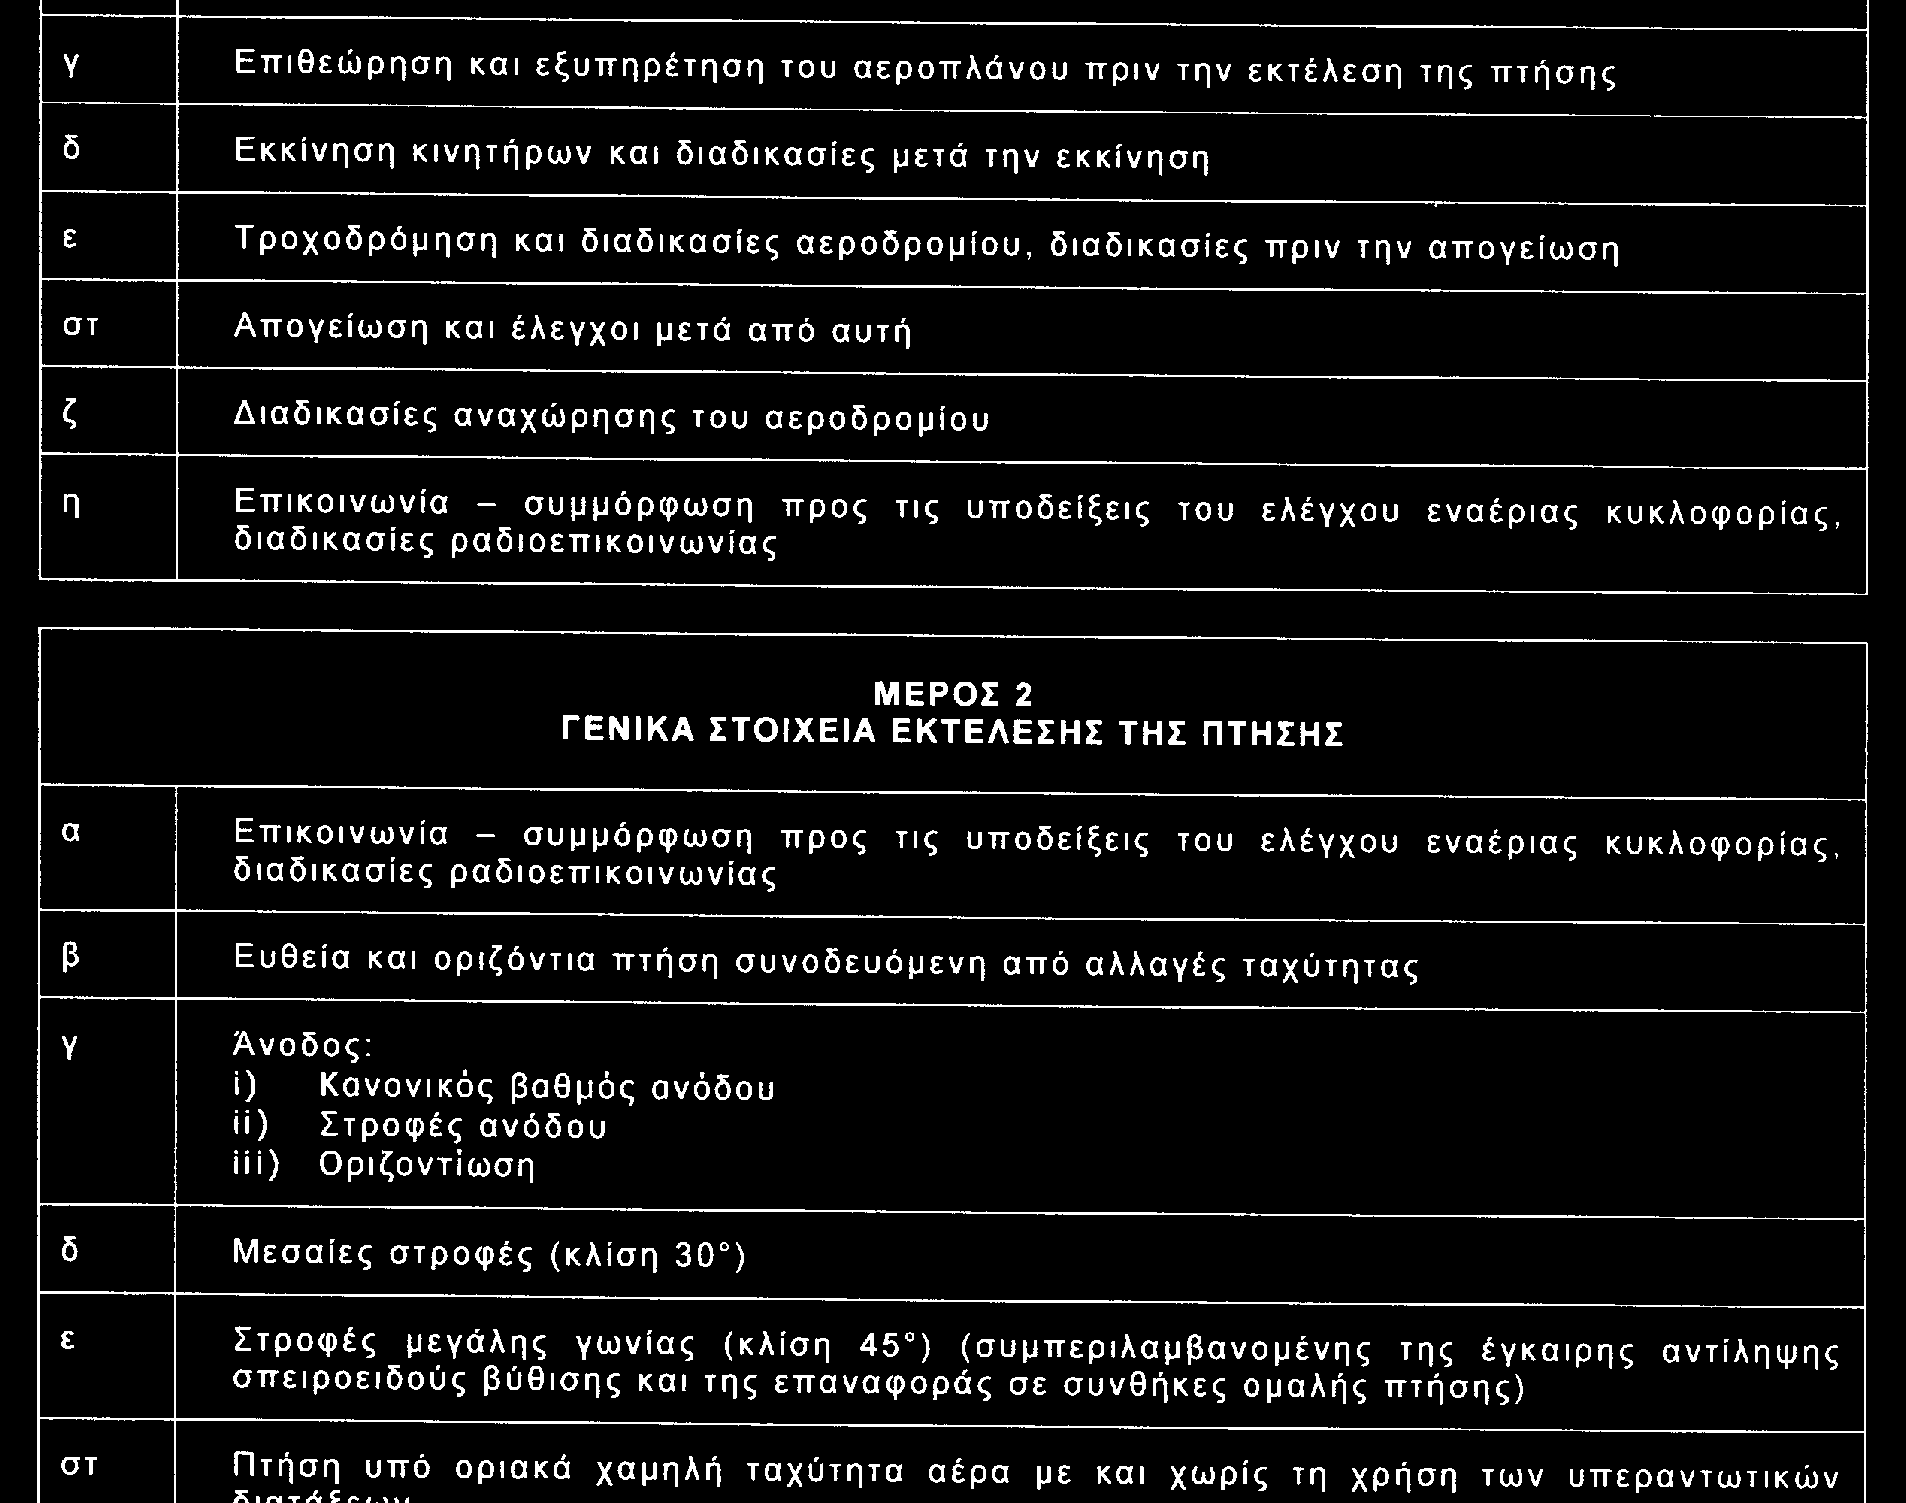 γ Επιθεώρηση και εξυπηρέτηση του αεροπλάνου πριν την εκτέλεση της πτήσης
δ Εκκίνηση κινητήρων και διαδικασίες μετά την εκκίνηση
ε Τροχοδρόμηση και διαδικασίες αεροδρομίου, διαδικασίες πριν την απογείωση
στ Απογείωση και έλεγχοι μετά από αυτή
ζ Διαδικασίες αναχώρησης του αεροδρομίου
η Επικοινωνία – συμμόρφωση προς τις υποδείξεις του ελέγχου εναέριας κυκλοφορίας,
διαδικασίες ραδιοεπικοινωνίας
ΜΕΡΟΣ 2
ΓΕΝΙΚΑ ΣΤΟΙΧΕΙΑ ΕΚΤΕΛΕΣΗΣ ΤΗΣ ΠΤΗΣΗΣ
α Επικοινωνία – συμμόρφωση προς τις υποδείξεις του ελέγχου εναέριας κυκλοφορίας,
διαδικασίες ραδιοεπικοινωνίας
β Ευθεία και οριζόντια πτήση συνοδευόμενη από αλλαγές ταχύτητας
γ Άνοδος:
i) Κανονικός βαθμός ανόδου
ii) Στροφές ανόδου
iii) Οριζοντίωση
δ Μεσαίες στροφές (κλίση 30°)
ε Στροφές μεγάλης γωνίας (κλίση 45°) (συμπεριλαμβανομένης της έγκαιρης αντίληψης
σπειροειδούς βύθισης και της επαναφοράς σε συνθήκες ομαλής πτήσης)
στ Πτήση υπό οριακά χαμηλή ταχύτητα αέρα με και χωρίς τη χρήση των υπεραντωτικών
διατάξεων